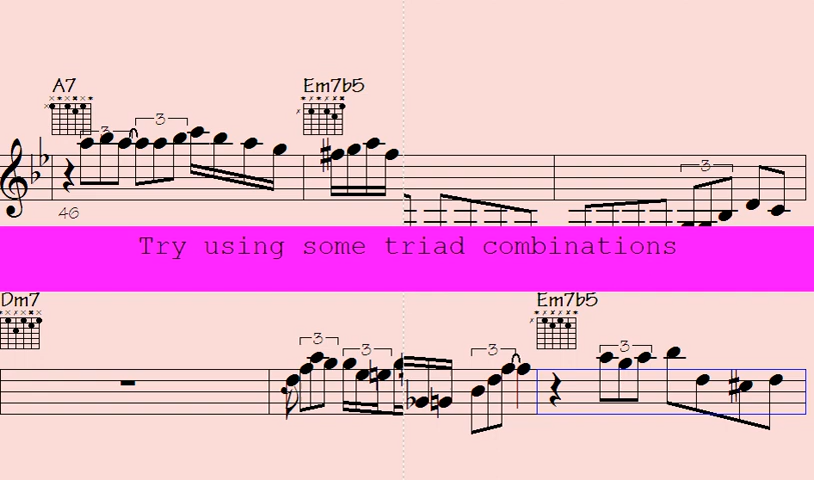 A7 Em7b5
3 3
3
46
Try using some triad combinations
Dm7 Em7b5
3 3 3 3